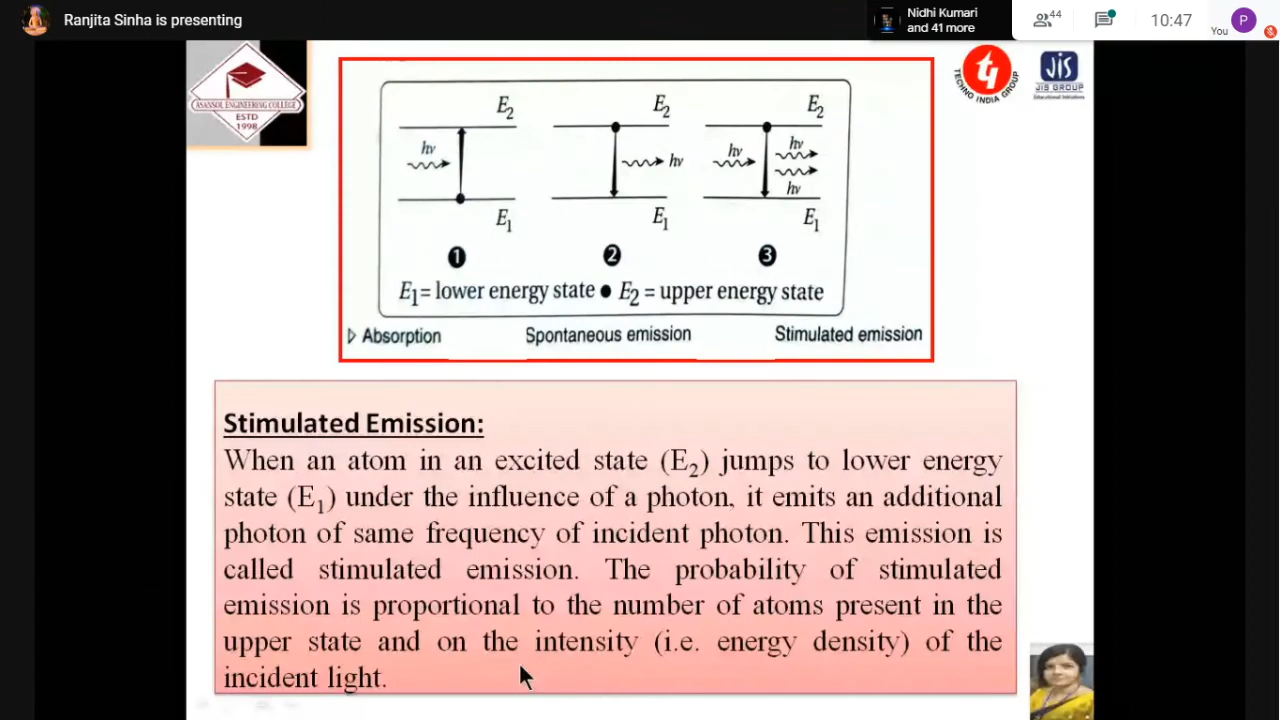 Ranjita Sinha is presenting
Nidhi Kumari
and 41 more
44
10:47
You
P
ASANSOL ENGINEERING COLLEGE
ESTD
1998
TECHNO INDIA GROUP
JIS
JIS GROUP
Educational Initiatives
E₂ E₂ E₂
hν hν hν hν
hν
E₁ E₁ E₁
1 2 3
E₁= lower energy state ● E₂ = upper energy state
▷ Absorption Spontaneous emission Stimulated emission
Stimulated Emission:
When an atom in an excited state (E₂) jumps to lower energy
state (E₁) under the influence of a photon, it emits an additional
photon of same frequency of incident photon. This emission is
called stimulated emission. The probability of stimulated
emission is proportional to the number of atoms present in the
upper state and on the intensity (i.e. energy density) of the
incident light.